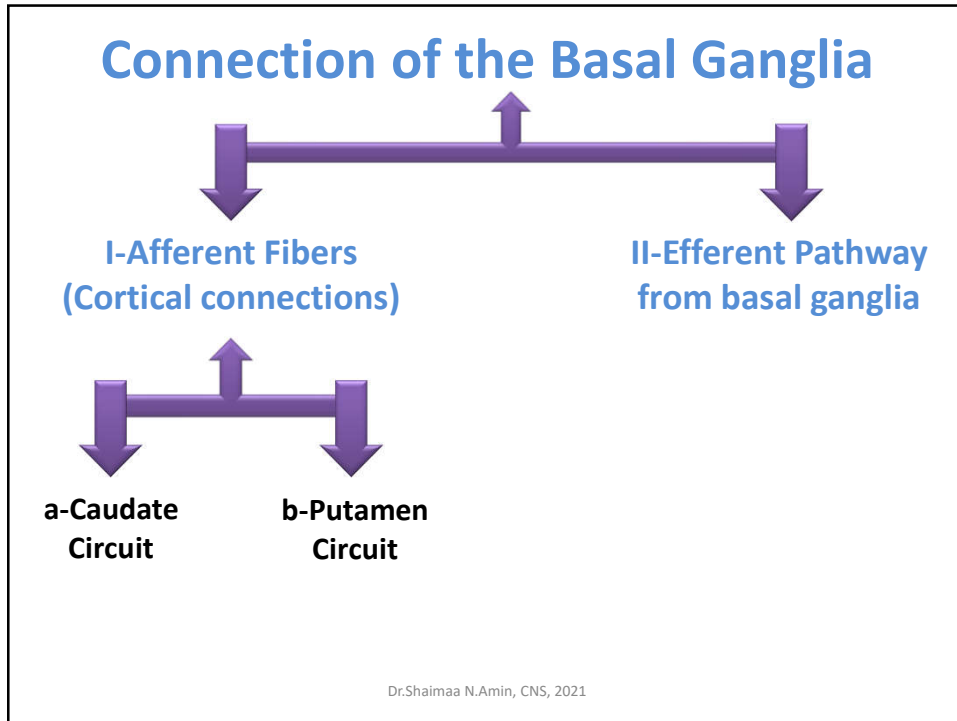 Connection of the Basal Ganglia
I-Afferent Fibers
(Cortical connections)
II-Efferent Pathway
from basal ganglia
a-Caudate
Circuit
b-Putamen
Circuit
Dr.Shaimaa N.Amin, CNS, 2021